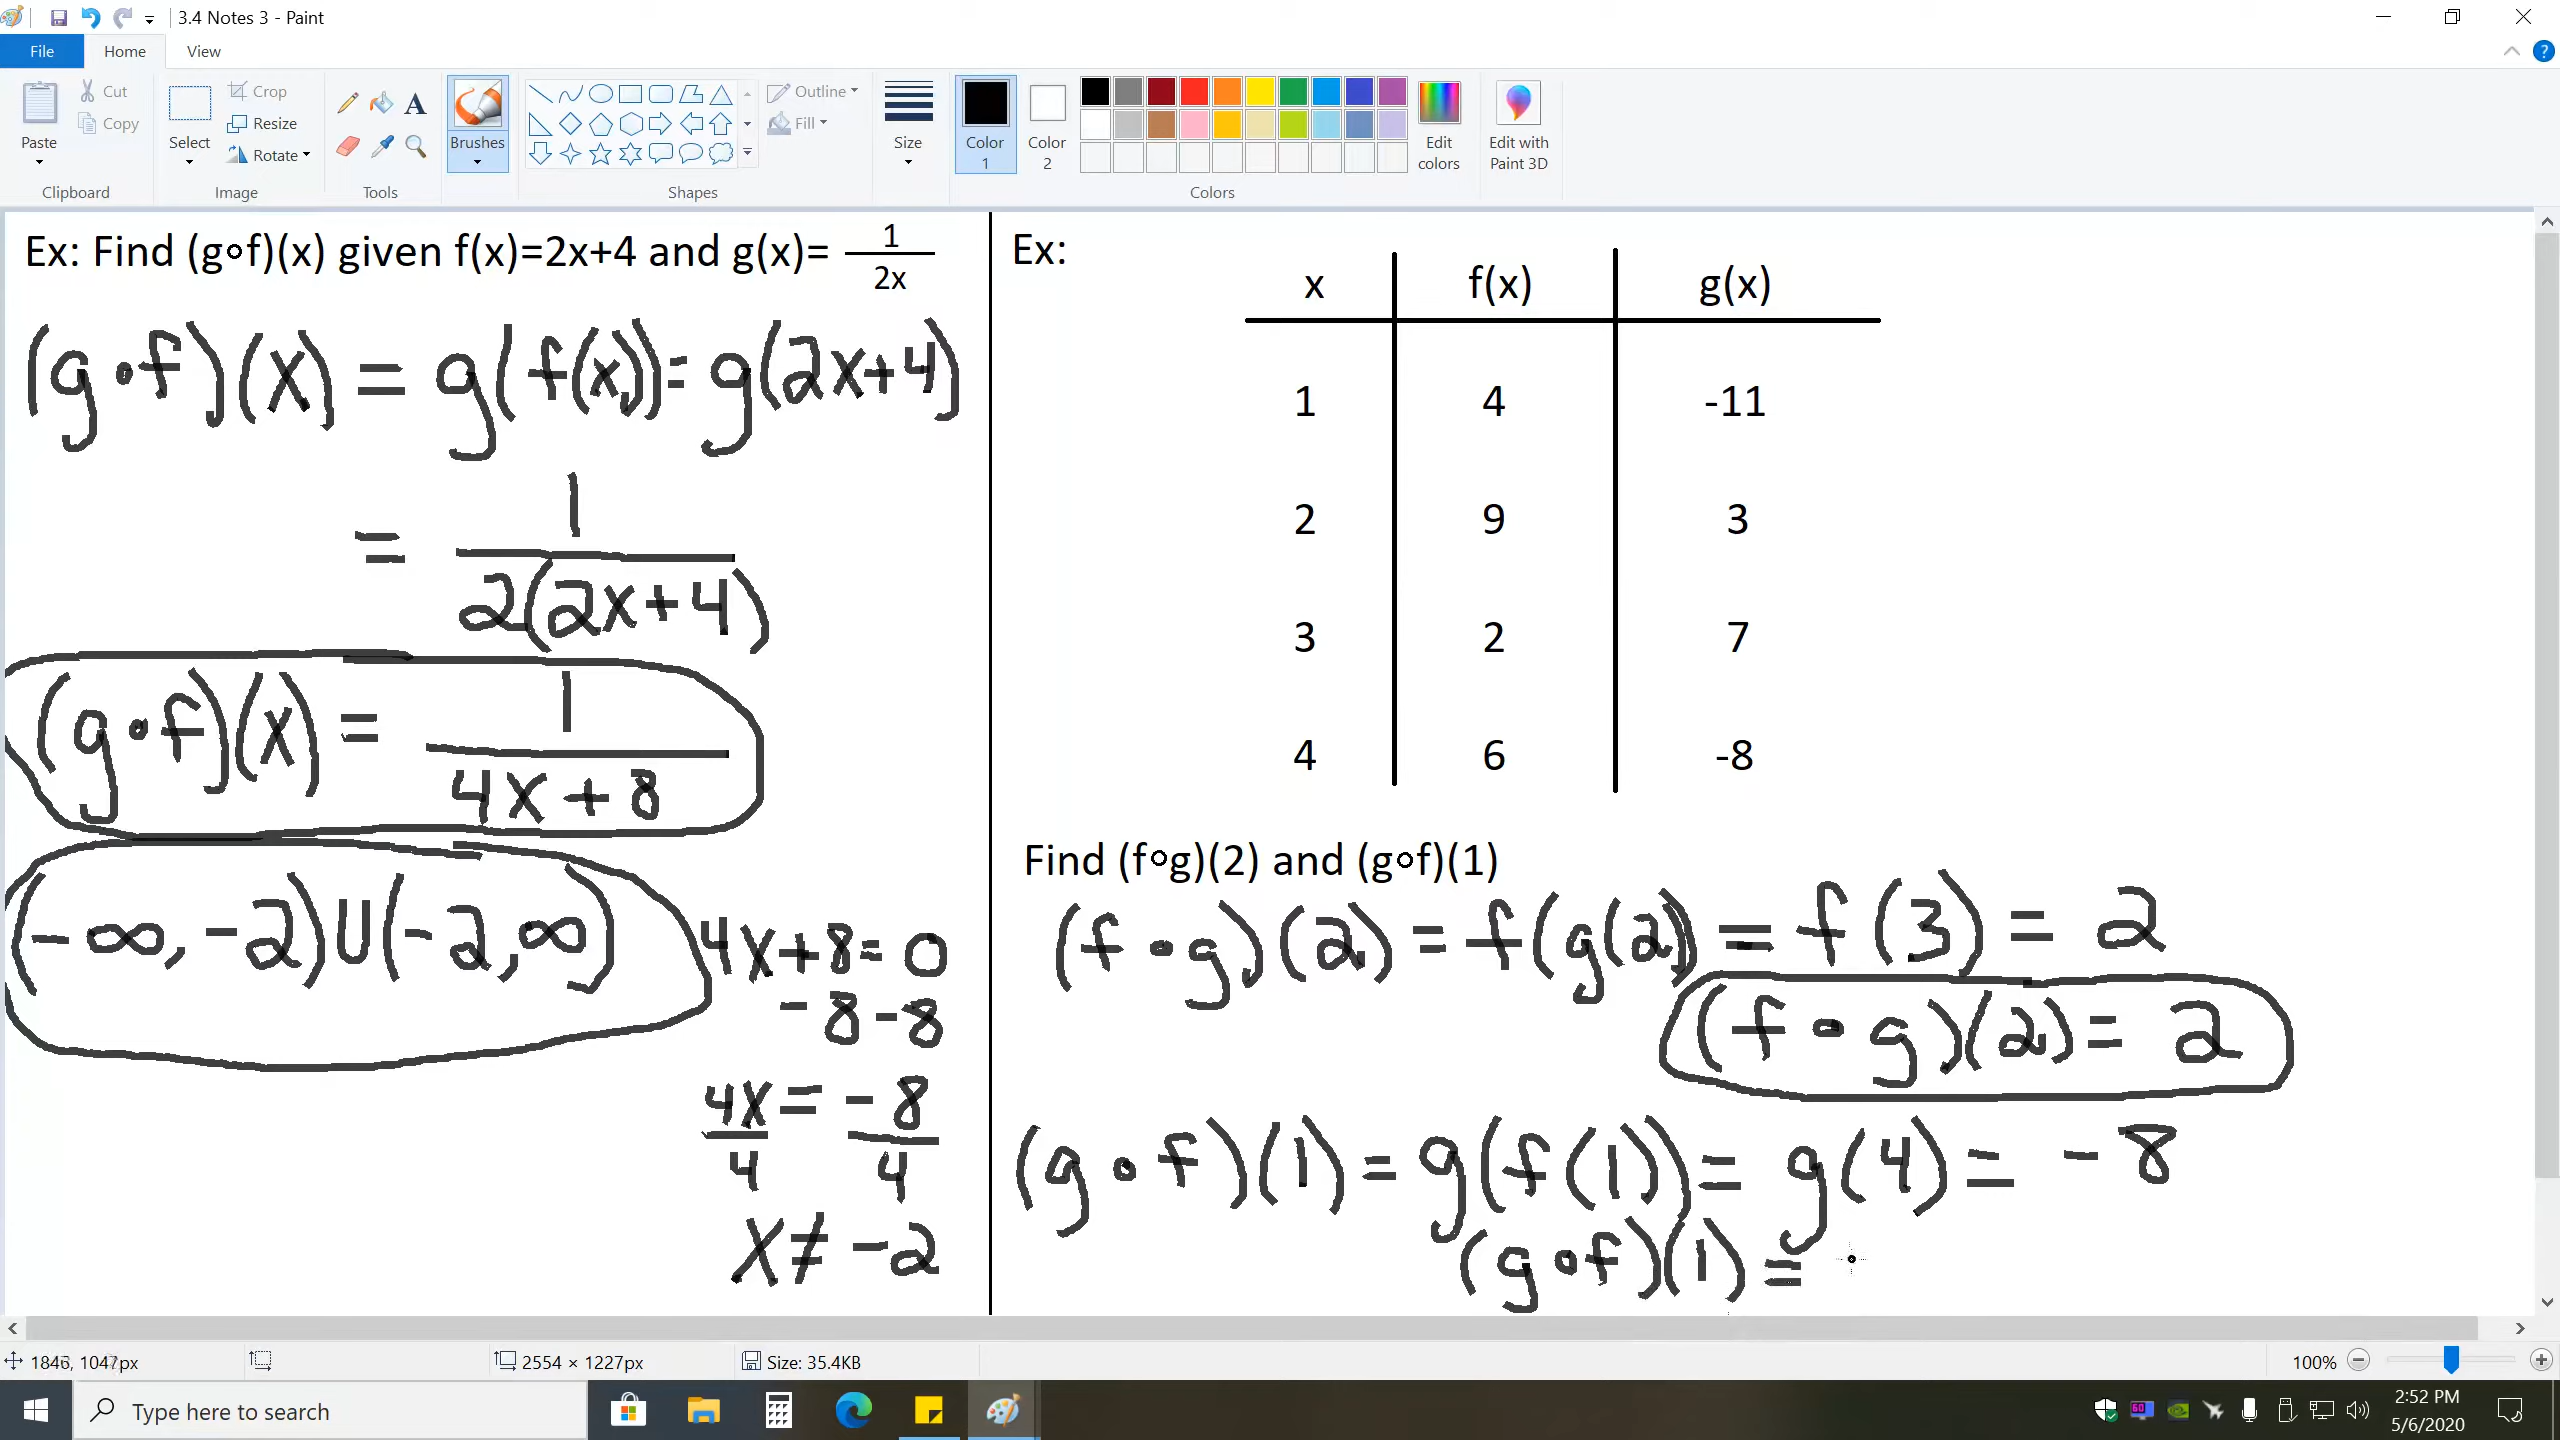 3.4 Notes 3 - Paint
File Home View
Paste
Cut
Copy
Clipboard
Select
Crop
Resize
Rotate
Image
Tools
Brushes
Shapes
Outline
Fill
Size
Color 1
Color 2
Colors
Edit colors
Edit with Paint 3D
Ex: Find (g∘f)(x) given f(x)=2x+4 and g(x)= 1/2x
(g∘f)(x) = g(f(x)) = g(2x+4)
= 1/2(2x+4)
(g∘f)(x) = 1/4x+8
(-∞, -2)∪(-2, ∞)
4x+8=0
-8 -8
4x = -8
4 4
x≠ -2
Ex:
x f(x) g(x)
1 4 -11
2 9 3
3 2 7
4 6 -8
Find (f∘g)(2) and (g∘f)(1)
(f∘g)(2) = f(g(2)) = f(3) = 2
(f∘g)(2) = 2
(g∘f)(1) = g(f(1)) = g(4) = -8
(g∘f)(1) =
2554 × 1227px
Size: 35.4KB
100%
Type here to search
2:52 PM
5/6/2020